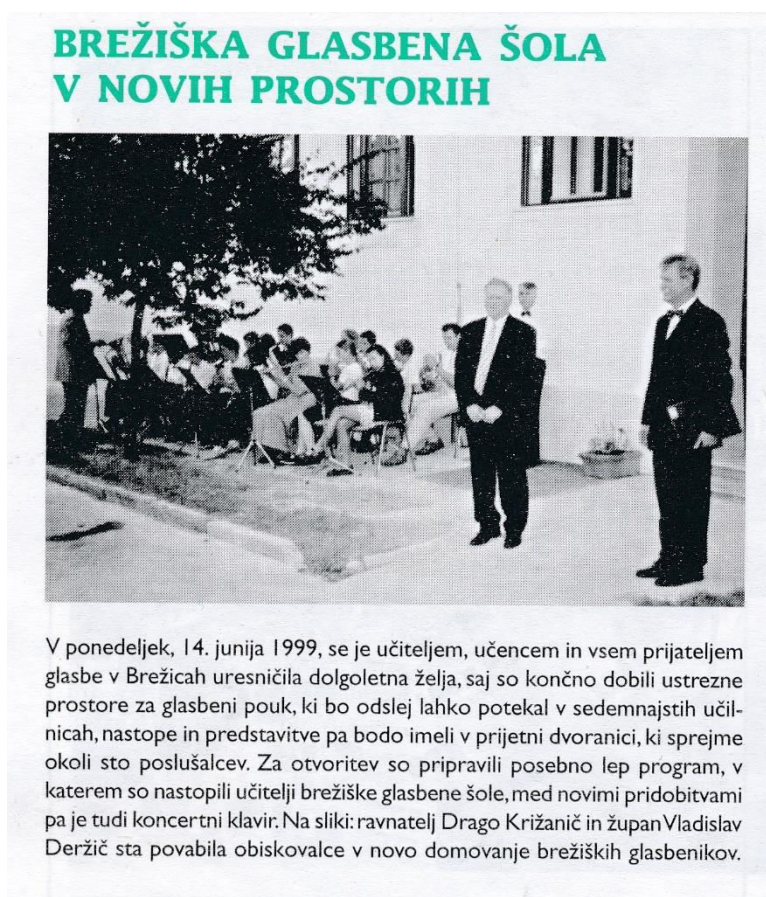 BREŽIŠKA GLASBENA ŠOLA
V NOVIH PROSTORIH
V ponedeljek, 14. junija 1999, se je učiteljem, učencem in vsem prijateljem
glasbe v Brežicah uresničila dolgoletna želja, saj so končno dobili ustrezne
prostore za glasbeni pouk, ki bo odslej lahko potekal v sedemnajstih učil-
nicah, nastope in predstavitve pa bodo imeli v prijetni dvoranici, ki sprejme
okoli sto poslušalcev. Za otvoritev so pripravili posebno lep program, v
katerem so nastopili učitelji brežiške glasbene šole, med novimi pridobitvami
pa je tudi koncertni klavir. Na sliki: ravnatelj Drago Križanič in župan Vladislav
Deržič sta povabila obiskovalce v novo domovanje brežiških glasbenikov.